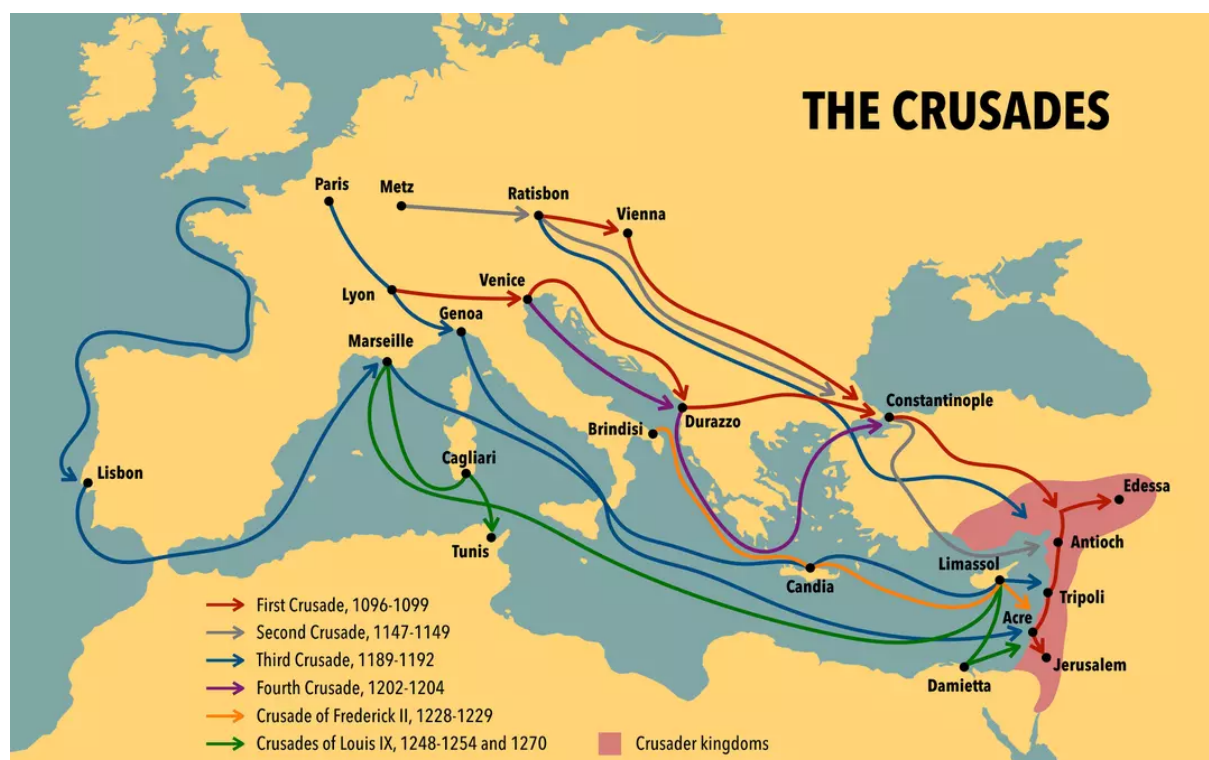 THE CRUSADES
Paris
Metz
Ratisbon
Vienna
Venice
Lyon
Genoa
Marseille
Constantinople
Durazzo
Brindisi
Cagliari
Lisbon
Edessa
Tunis
Antioch
Limassol
Candia
Tripoli
Acre
Jerusalem
Damietta
First Crusade, 1096-1099
Second Crusade, 1147-1149
Third Crusade, 1189-1192
Fourth Crusade, 1202-1204
Crusade of Frederick II, 1228-1229
Crusades of Louis IX, 1248-1254 and 1270
Crusader kingdoms